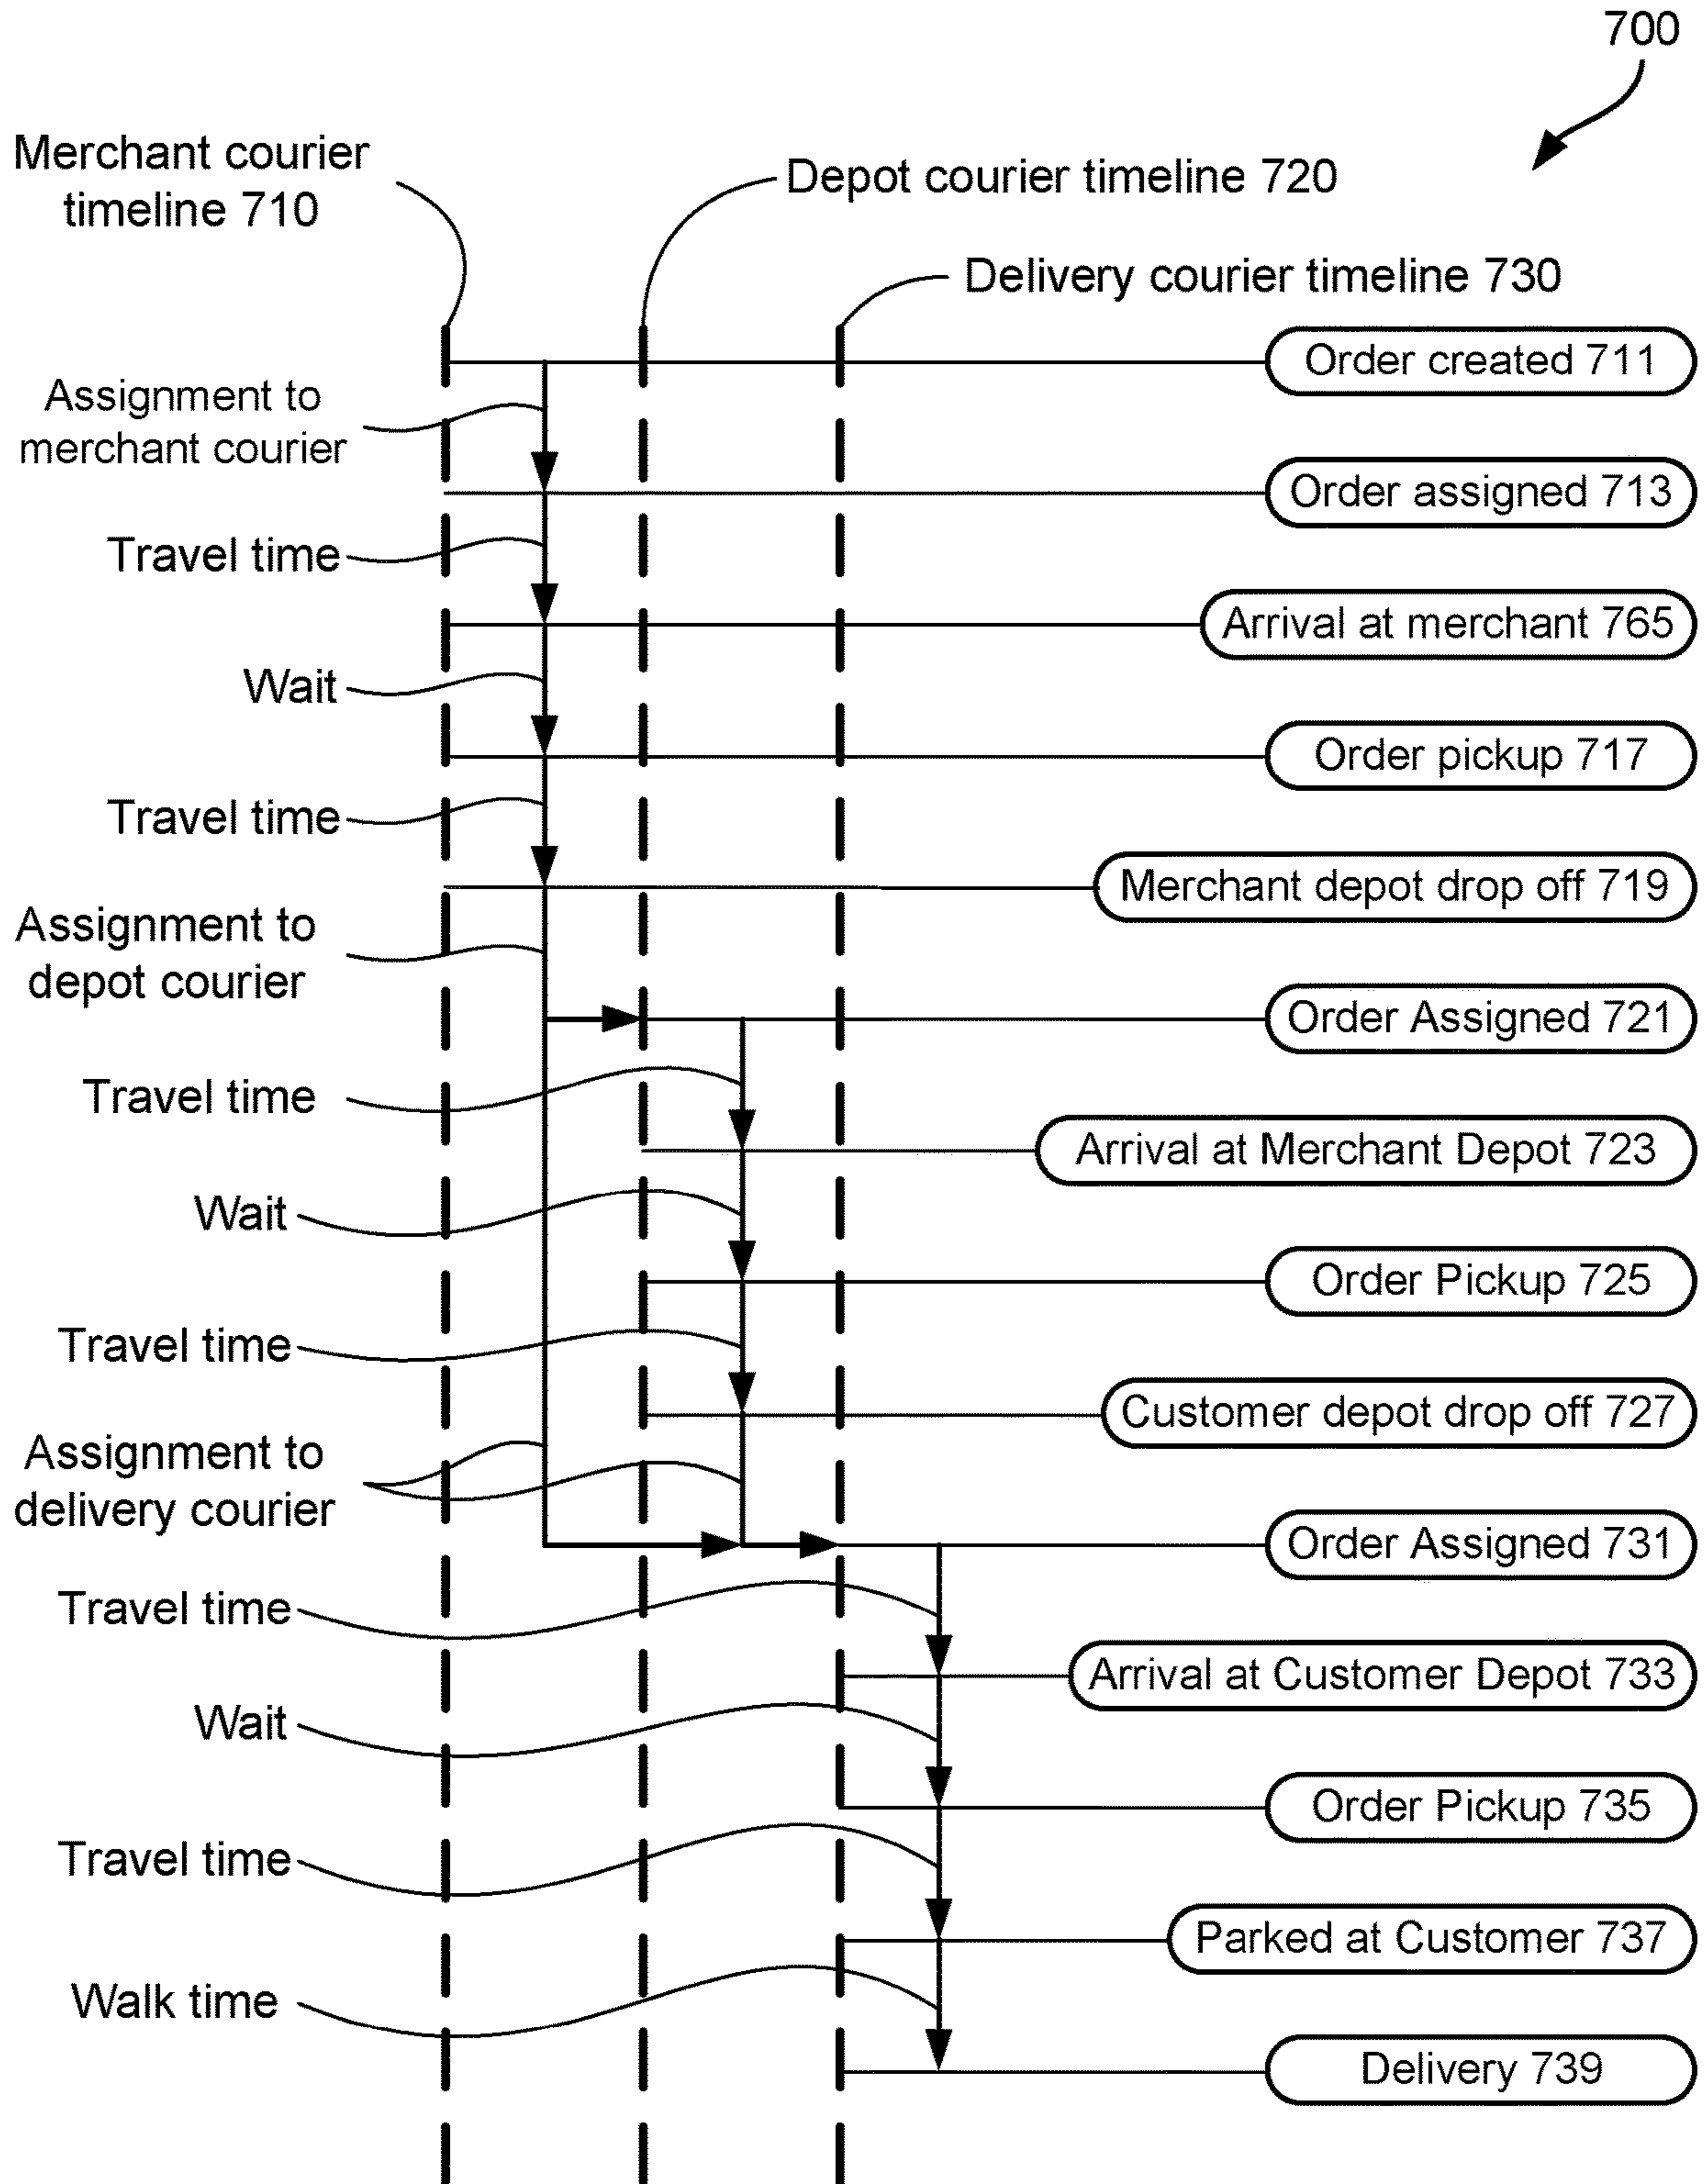 700
Merchant courier
timeline 710
Depot courier timeline 720
Delivery courier timeline 730
Order created 711
Assignment to
merchant courier
Order assigned 713
Travel time
Arrival at merchant 765
Wait
Order pickup 717
Travel time
Merchant depot drop off 719
Assignment to
depot courier
Order Assigned 721
Travel time
Arrival at Merchant Depot 723
Wait
Order Pickup 725
Travel time
Customer depot drop off 727
Assignment to
delivery courier
Order Assigned 731
Travel time
Arrival at Customer Depot 733
Wait
Order Pickup 735
Travel time
Parked at Customer 737
Walk time
Delivery 739